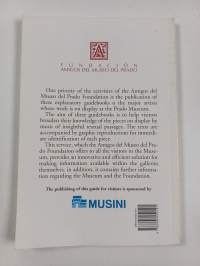 FUNDACIÓN
AMIGOS DEL MUSEO DEL PRADO
One priority of the activities of the Amigos del
Museo del Prado Foundation is the publication of
these explanatory guidebooks o the major artists
whose work is on display at the Prado Museum.
The aim of these guidebooks is to help visitors
broaden their knowledge of the pieces on display by
means of insightful textual passages. The texts are
accompanied by graphic reproductions for immedi-
ate identification of each piece.
This service, which the Amigos del Museo del Pra-
do Foundation offers to all the visitors to the Muse-
um, provides an innovative and efficient solution for
making information available within the galleries
themselves; in addition, it contains further informa-
tion regarding the Museum and the Foundation.
The publishing of this guide for visitors is sponsored by
MUSINI